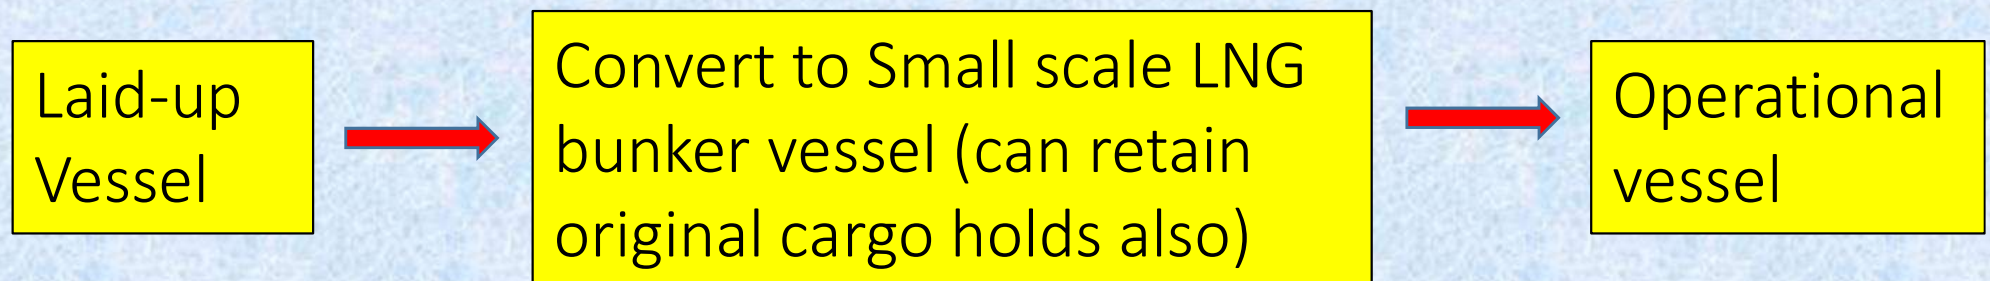 Laid-up
Vessel
Convert to Small scale LNG
bunker vessel (can retain
original cargo holds also)
Operational
vessel